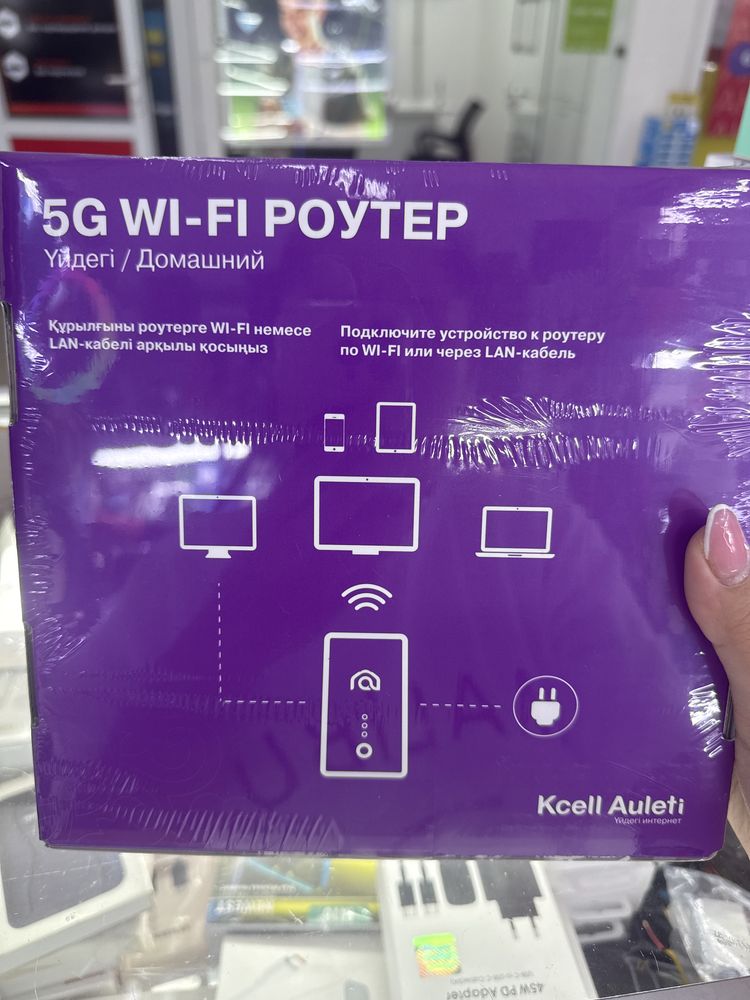 5G WI-FI РОУТЕР
Үйдегі / Домашний
Құрылғыны роутерге WI-FI немесе
LAN-кабелі арқылы қосыңыз
Подключите устройство к роутеру
по WI-FI или через LAN-кабель
Kcell Auleti
Үйдегі интернет
45W PD Adapter